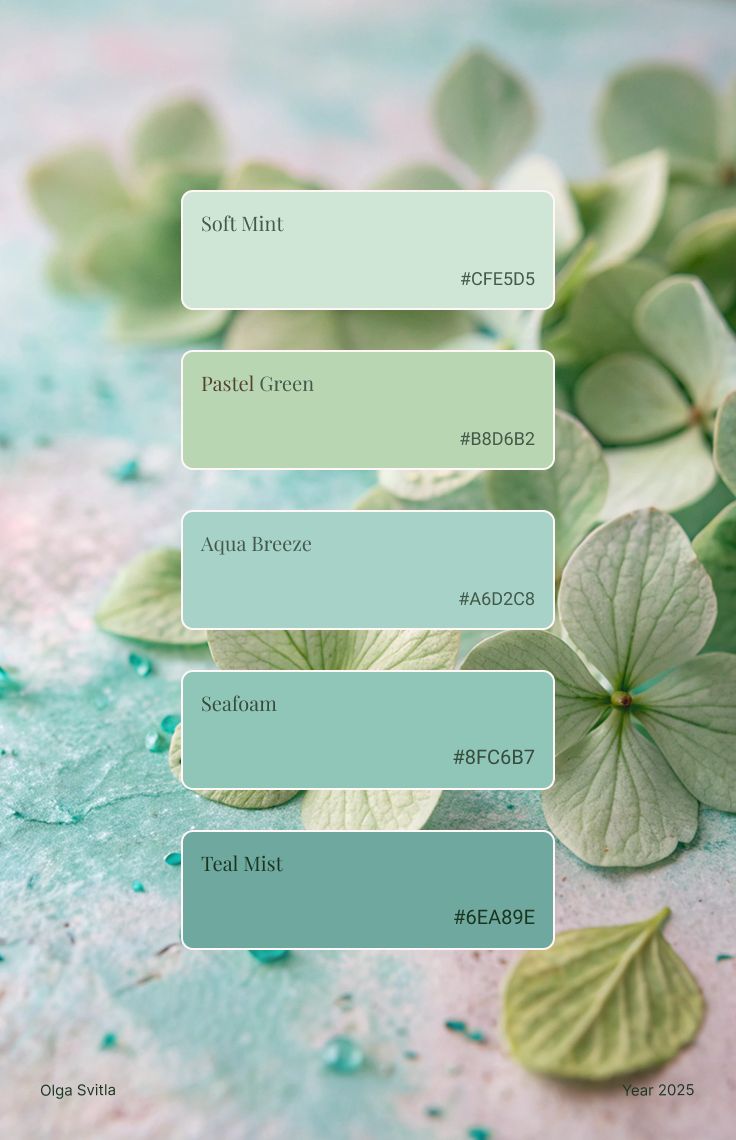 Soft Mint
#CFE5D5
Pastel Green
#B8D6B2
Aqua Breeze
#A6D2C8
Seafoam
#8FC6B7
Teal Mist
#6EA89E
Olga Svitla
Year 2025